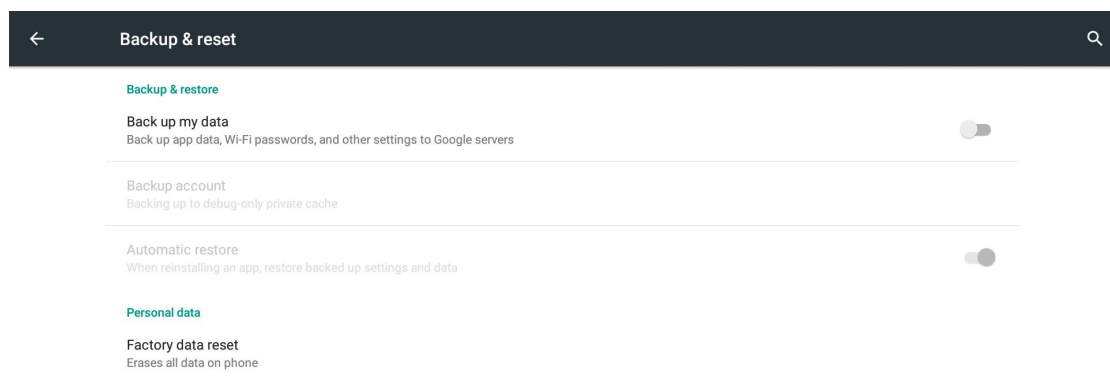 Backup & reset
Backup & restore
Back up my data
Back up app data, Wi-Fi passwords, and other settings to Google servers
Backup account
Backing up to debug-only private cache
Automatic restore
When reinstalling an app, restore backed up settings and data
Personal data
Factory data reset
Erases all data on phone